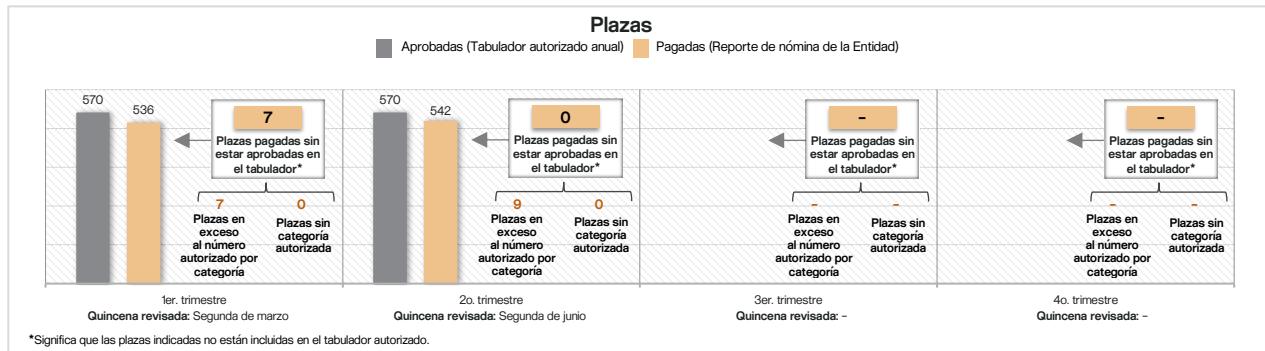 Plazas
Aprobadas (Tabulador autorizado anual)
Pagadas (Reporte de nómina de la Entidad)
570
536
7
Plazas pagadas sin
estar aprobadas en
el tabulador*
7
0
Plazas en
exceso
al número
autorizado por
categoría
Plazas sin
categoría
autorizada
1er. trimestre
Quincena revisada: Segunda de marzo
570
542
0
Plazas pagadas sin
estar aprobadas en
el tabulador*
9
0
Plazas en
exceso
al número
autorizado por
categoría
Plazas sin
categoría
autorizada
2o. trimestre
Quincena revisada: Segunda de junio
-
Plazas pagadas sin
estar aprobadas en
el tabulador*
-
-
Plazas en
exceso
al número
autorizado por
categoría
Plazas sin
categoría
autorizada
3er. trimestre
Quincena revisada: -
-
Plazas pagadas sin
estar aprobadas en
el tabulador*
-
-
Plazas en
exceso
al número
autorizado por
categoría
Plazas sin
categoría
autorizada
4o. trimestre
Quincena revisada: -
*Significa que las plazas indicadas no están incluidas en el tabulador autorizado.